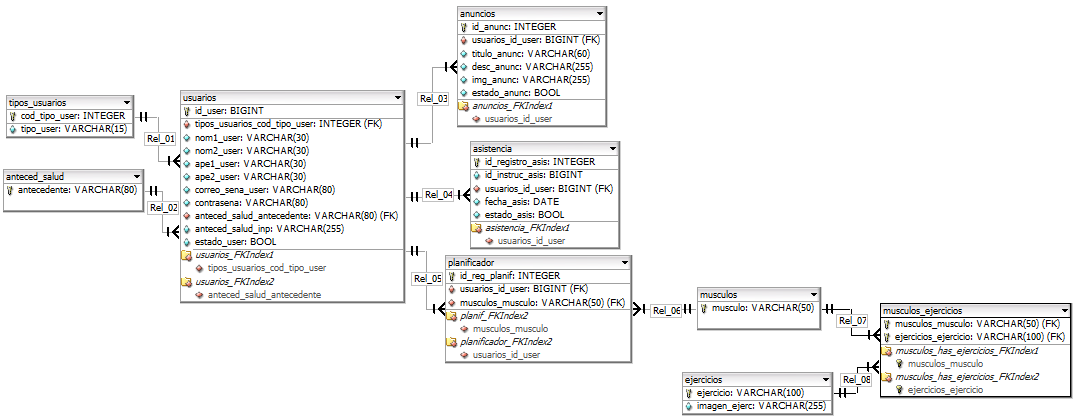 tipos_usuarios
cod_tipo_user: INTEGER
tipo_user: VARCHAR(15)
Rel_01
anteced_salud
antecedente: VARCHAR(80)
Rel_02
usuarios
id_user: BIGINT
tipos_usuarios_cod_tipo_user: INTEGER (FK)
nom1_user: VARCHAR(30)
nom2_user: VARCHAR(30)
ape1_user: VARCHAR(30)
ape2_user: VARCHAR(30)
correo_sena_user: VARCHAR(80)
contrasena: VARCHAR(80)
anteced_salud_antecedente: VARCHAR(80) (FK)
anteced_salud_inp: VARCHAR(255)
estado_user: BOOL
usuarios_FKIndex1
tipos_usuarios_cod_tipo_user
usuarios_FKIndex2
anteced_salud_antecedente
Rel_03
anuncios
id_anunc: INTEGER
usuarios_id_user: BIGINT (FK)
titulo_anunc: VARCHAR(60)
desc_anunc: VARCHAR(255)
img_anunc: VARCHAR(255)
estado_anunc: BOOL
anuncios_FKIndex1
usuarios_id_user
Rel_04
asistencia
id_registro_asis: INTEGER
id_instruc_asis: BIGINT
usuarios_id_user: BIGINT (FK)
fecha_asis: DATE
estado_asis: BOOL
asistencia_FKIndex1
usuarios_id_user
Rel_05
planificador
id_reg_planif: INTEGER
usuarios_id_user: BIGINT (FK)
musculos_musculo: VARCHAR(50) (FK)
planif_FKIndex2
musculos_musculo
planificador_FKIndex2
usuarios_id_user
Rel_06
musculos
musculo: VARCHAR(50)
Rel_07
musculos_ejercicios
musculos_musculo: VARCHAR(50) (FK)
ejercicios_ejercicio: VARCHAR(100) (FK)
musculos_has_ejercicios_FKIndex1
musculos_musculo
musculos_has_ejercicios_FKIndex2
ejercicios_ejercicio
Rel_08
ejercicios
ejercicio: VARCHAR(100)
imagen_ejerc: VARCHAR(255)